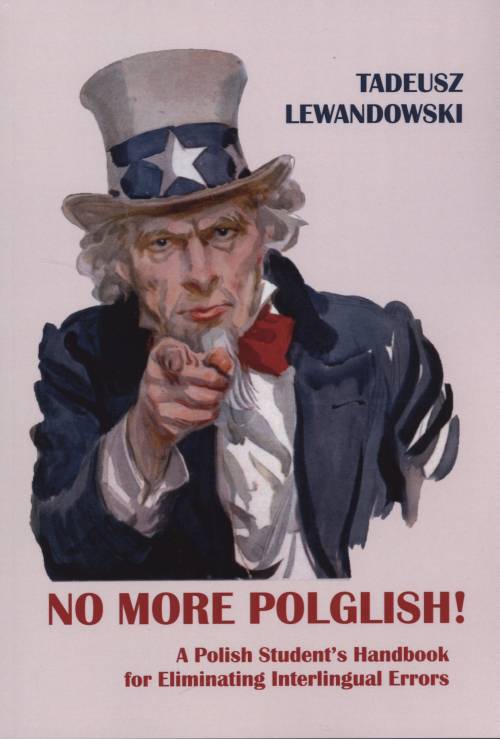 TADEUSZ
LEWANDOWSKI
NO MORE POLGLISH!
A Polish Student's Handbook
for Eliminating Interlingual Errors